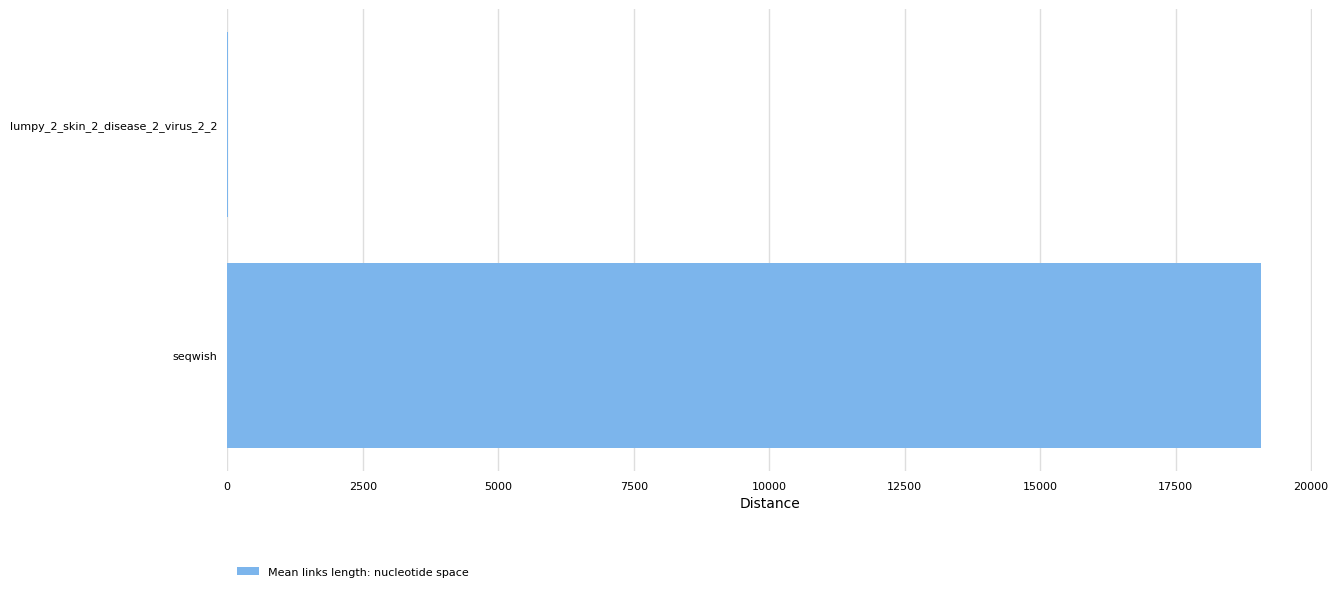 lumpy_2_skin_2_disease_2_virus_2_2
seqwish
0 2500 5000 7500 10000 12500 15000 17500 20000
Distance
Mean links length: nucleotide space